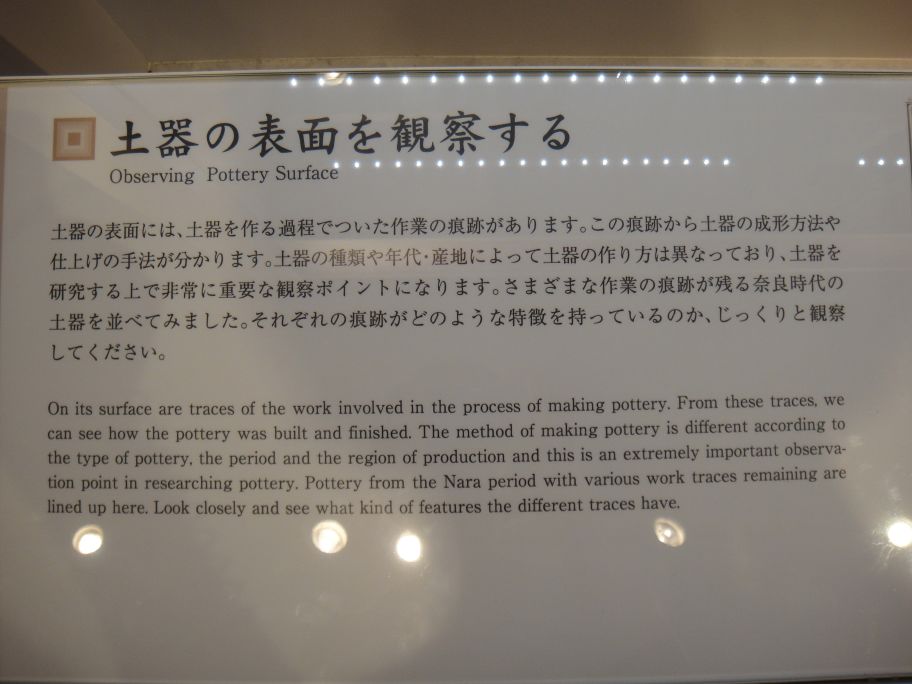 土器の表面を観察する
Observing Pottery Surface
土器の表面には、土器を作る過程でついた作業の痕跡があります。この痕跡から土器の成形方法や
仕上げの手法が分かります。土器の種類や年代・産地によって土器の作り方は異なっており、土器を
研究する上で非常に重要な観察ポイントになります。さまざまな作業の痕跡が残る奈良時代の
土器を並べてみました。それぞれの痕跡がどのような特徴を持っているのか、じっくりと観察
してください。
On its surface are traces of the work involved in the process of making pottery. From these traces, we
can see how the pottery was built and finished. The method of making pottery is different according to
the type of pottery, the period and the region of production and this is an extremely important observa-
tion point in researching pottery. Pottery from the Nara period with various work traces remaining are
lined up here. Look closely and see what kind of features the different traces have.